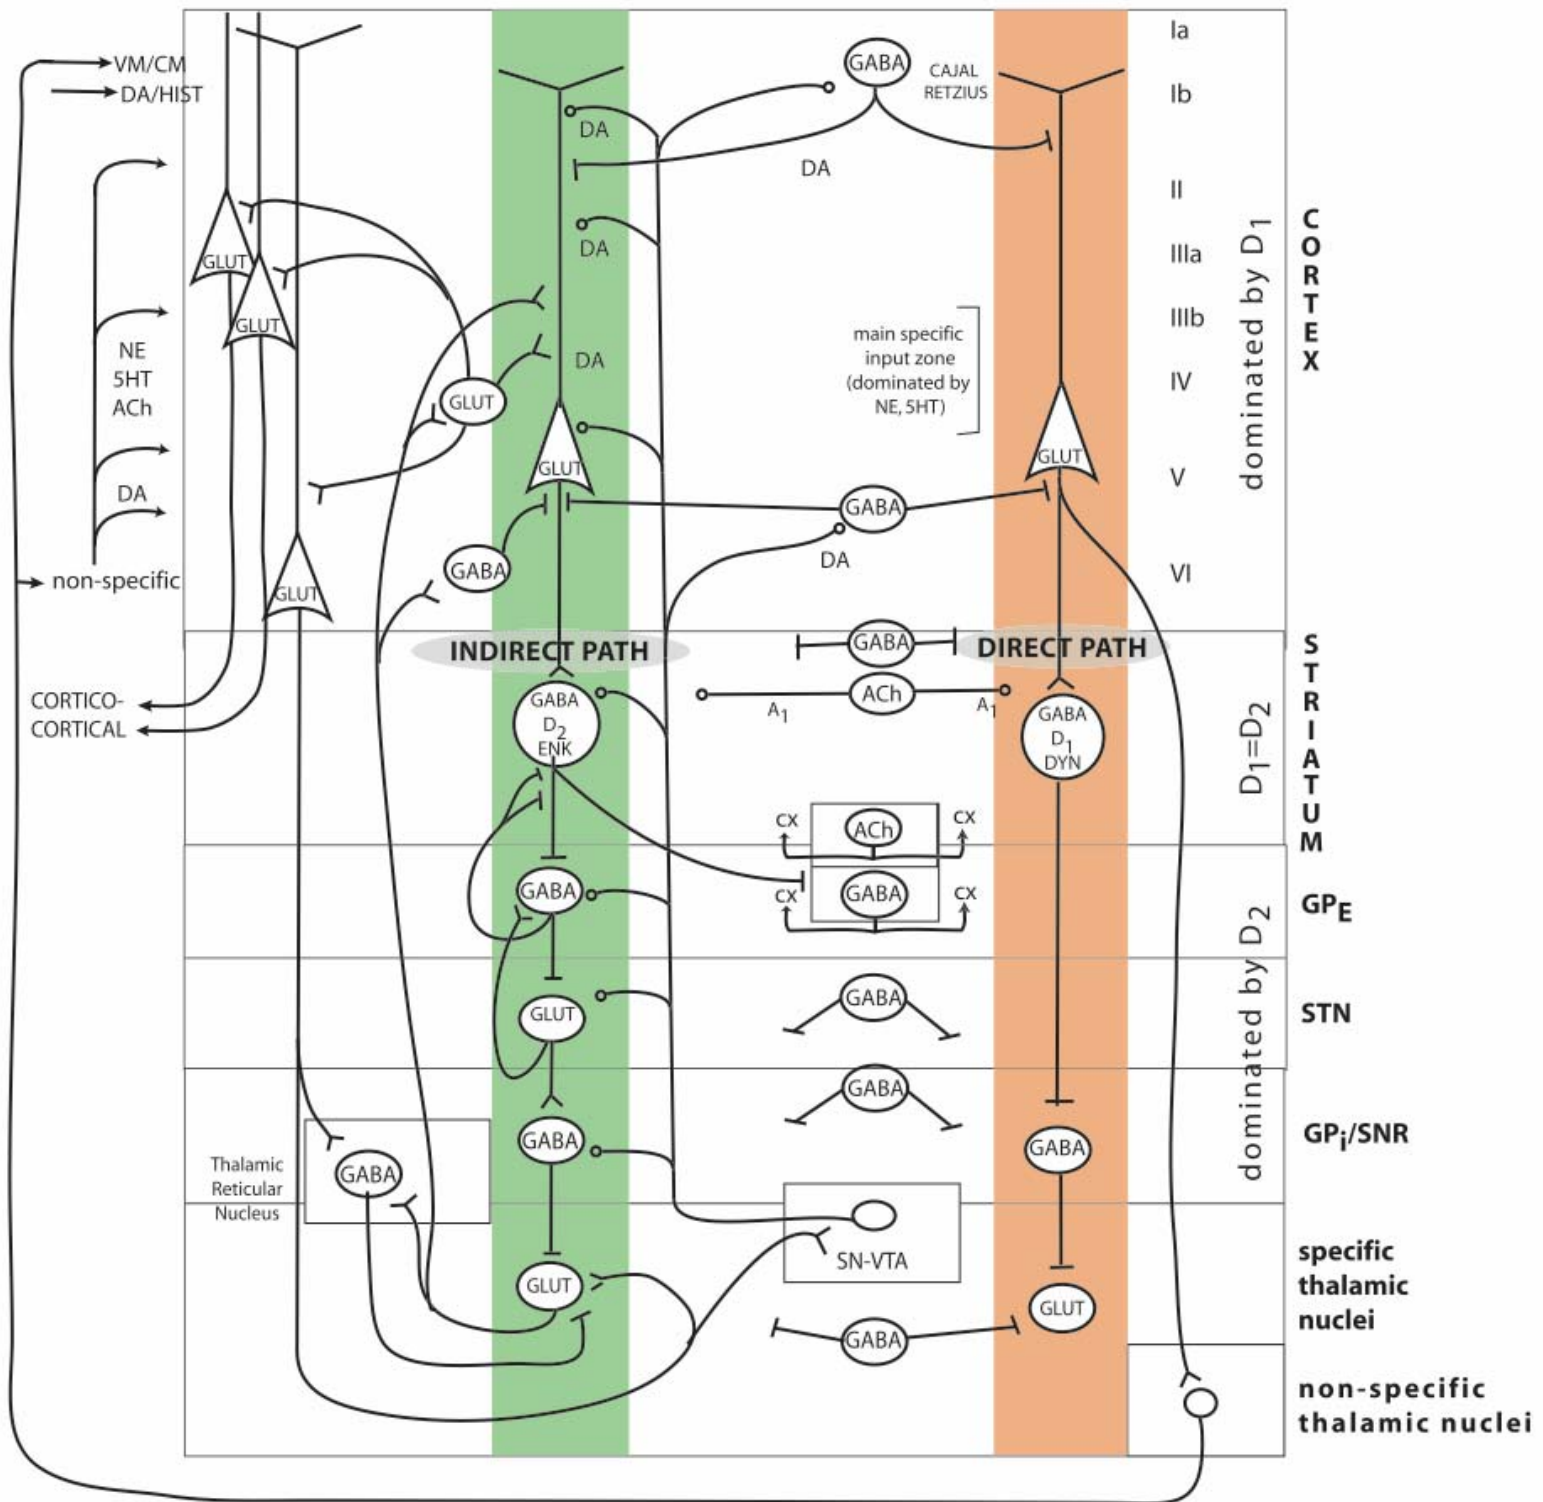 Ia
VM/CM
GABA
CAJAL
RETZIUS
DA/HIST
Ib
DA
DA
II
DA
GLUT
IIIa
GLUT
IIIb
NE
5HT
ACh
DA
main specific
input zone
(dominated by
NE, 5HT)
IV
GLUT
dominated by D1
CORTEX
GLUT
GLUT
V
DA
GABA
DA
GABA
VI
non-specific
GLUT
INDIRECT PATH
GABA
DIRECT PATH
CORTICO-
CORTICAL
GABA
D2
ENK
ACh
A1
A1
GABA
D1
DYN
D1=D2
STRIATUM
CX
ACh
CX
GABA
CX
GABA
CX
GPE
dominated by D2
GLUT
GABA
STN
GABA
GABA
GABA
GPi/SNR
Thalamic
Reticular
Nucleus
GABA
SN-VTA
GLUT
GLUT
GABA
specific
thalamic
nuclei
non-specific
thalamic nuclei